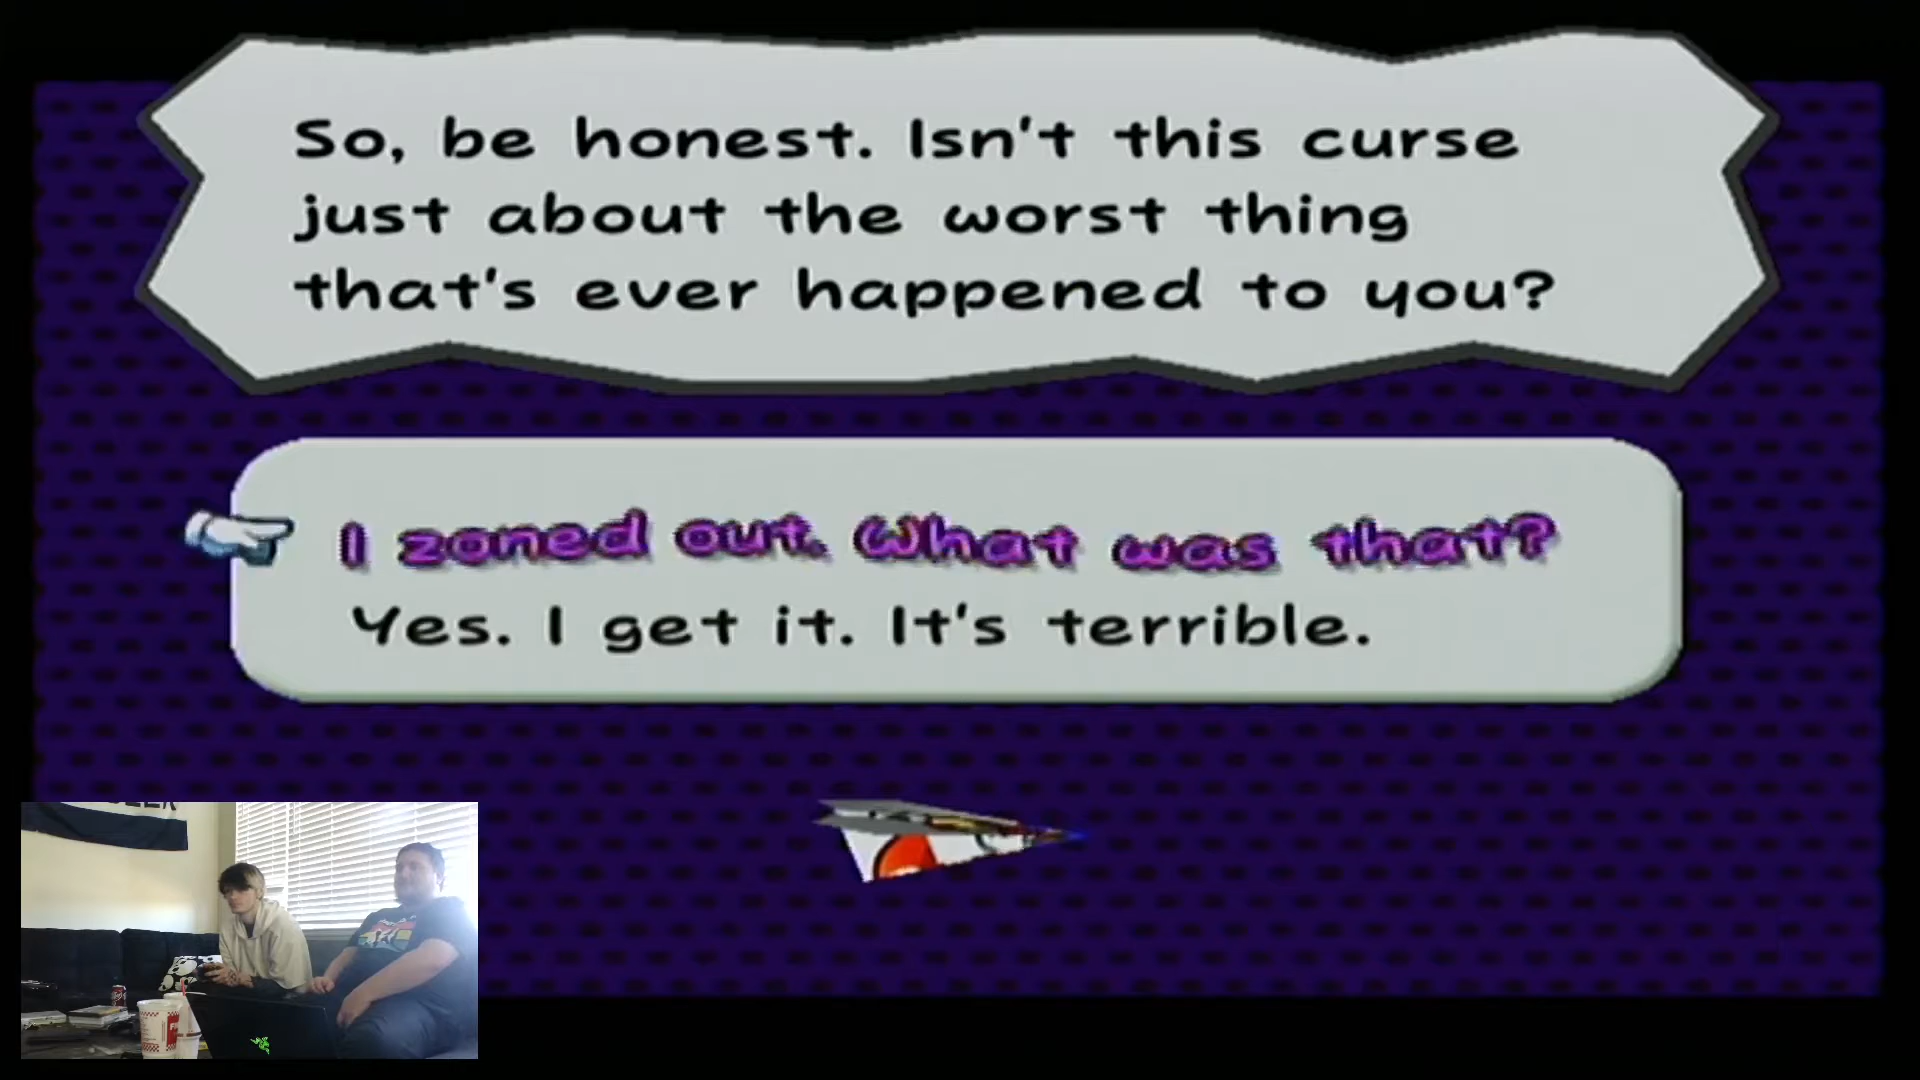 So, be honest. Isn't this curse
just about the worst thing
that's ever happened to you?
I zoned out. What was that?
Yes. I get it. It's terrible.